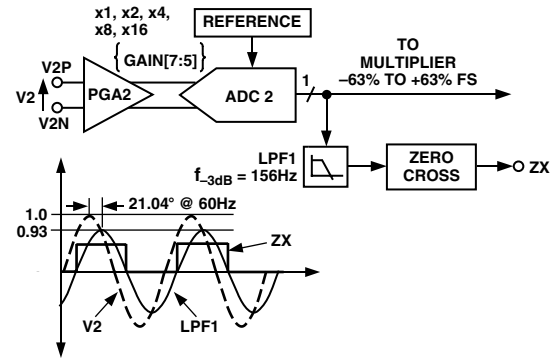 x1, x2, x4,
x8, x16
REFERENCE
{GAIN[7:5]}
TO
MULTIPLIER
–63% TO +63% FS
V2P
V2
V2N
PGA2
ADC 2
1
LPF1
f–3dB = 156Hz
ZERO
CROSS
ZX
21.04° @ 60Hz
1.0
0.93
ZX
V2
LPF1